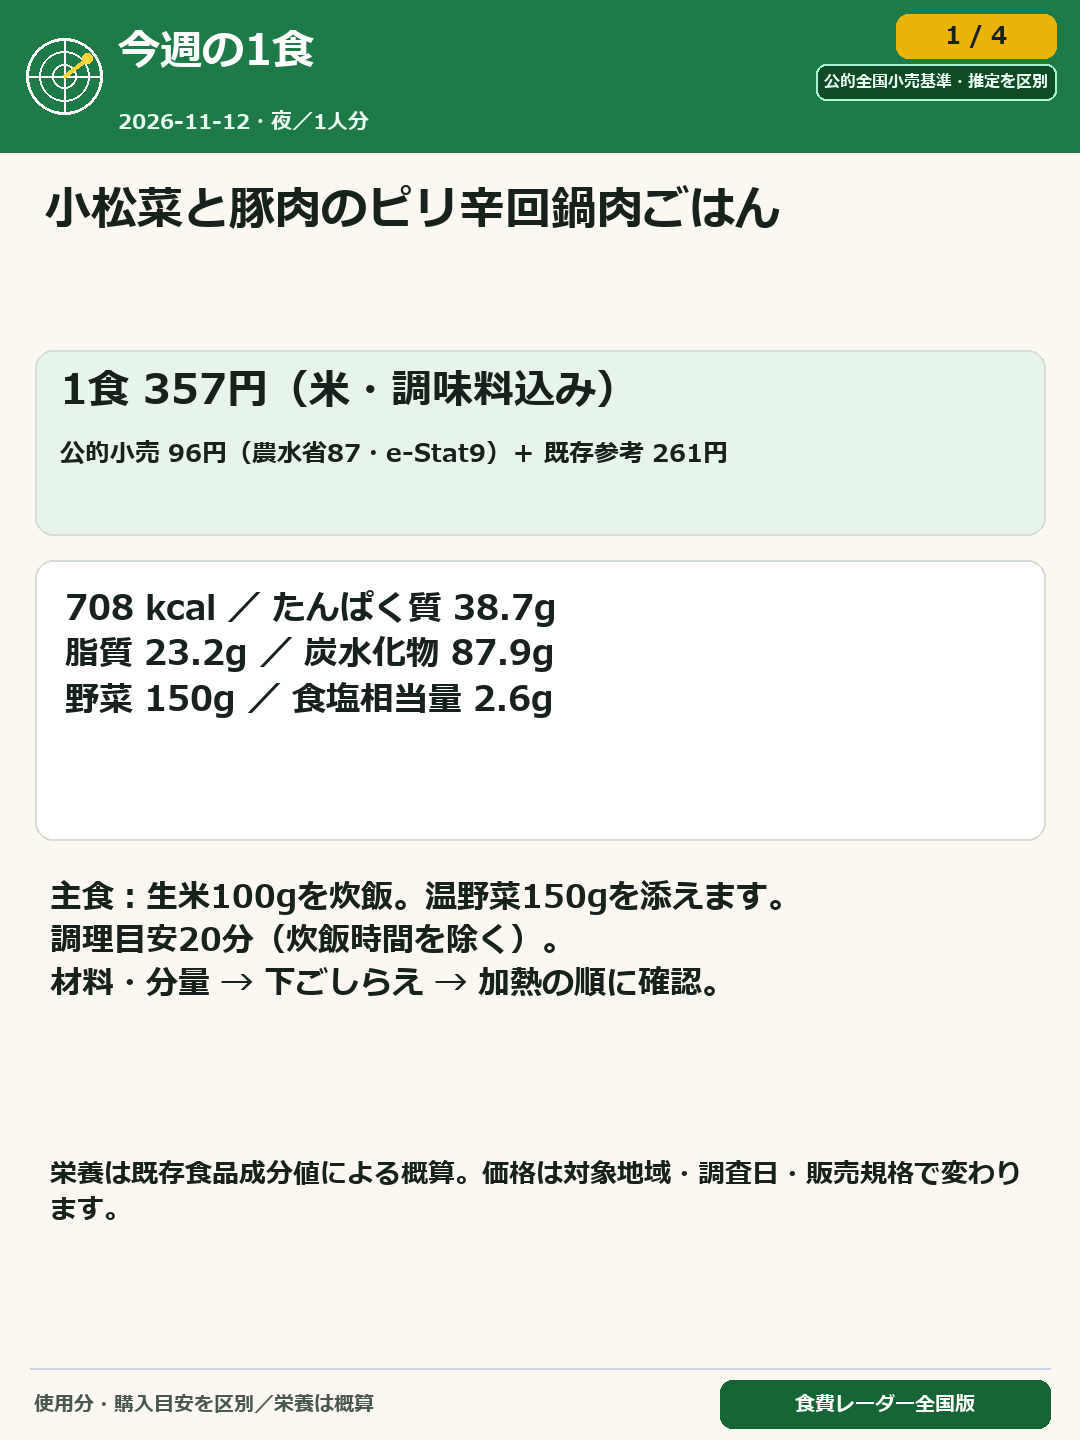 今週の1食
2026-11-12・夜／1人分
1 / 4
公的全国小売基準・推定を区別
小松菜と豚肉のピリ辛回鍋肉ごはん
1食 357円（米・調味料込み）
公的小売 96円（農水省87・e-Stat9）＋ 既存参考 261円
708 kcal ／ たんぱく質 38.7g
脂質 23.2g ／ 炭水化物 87.9g
野菜 150g ／ 食塩相当量 2.6g
主食：生米100gを炊飯。温野菜150gを添えます。
調理目安20分（炊飯時間を除く）。
材料・分量 → 下ごしらえ → 加熱の順に確認。
栄養は既存食品成分値による概算。価格は対象地域・調査日・販売規格で変わり
ます。
使用分・購入目安を区別／栄養は概算
食費レーダー全国版